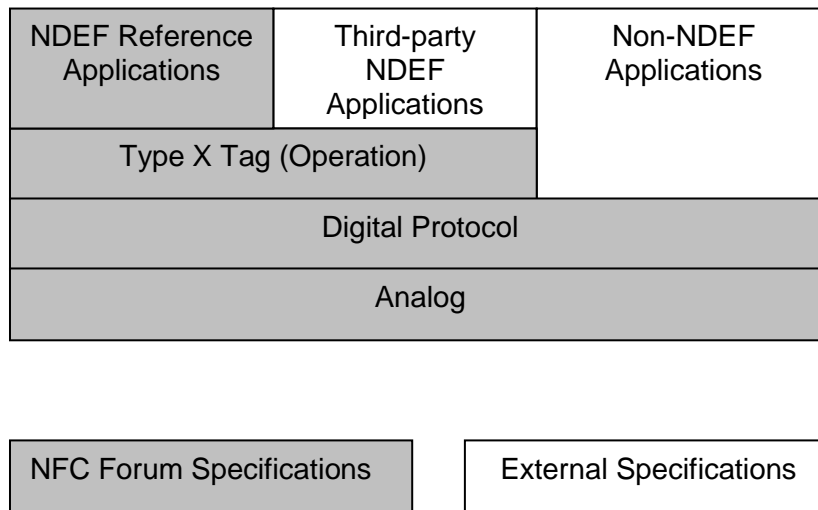 NDEF Reference
Applications
Third-party
NDEF
Applications
Non-NDEF
Applications
Type X Tag (Operation)
Digital Protocol
Analog
NFC Forum Specifications
External Specifications